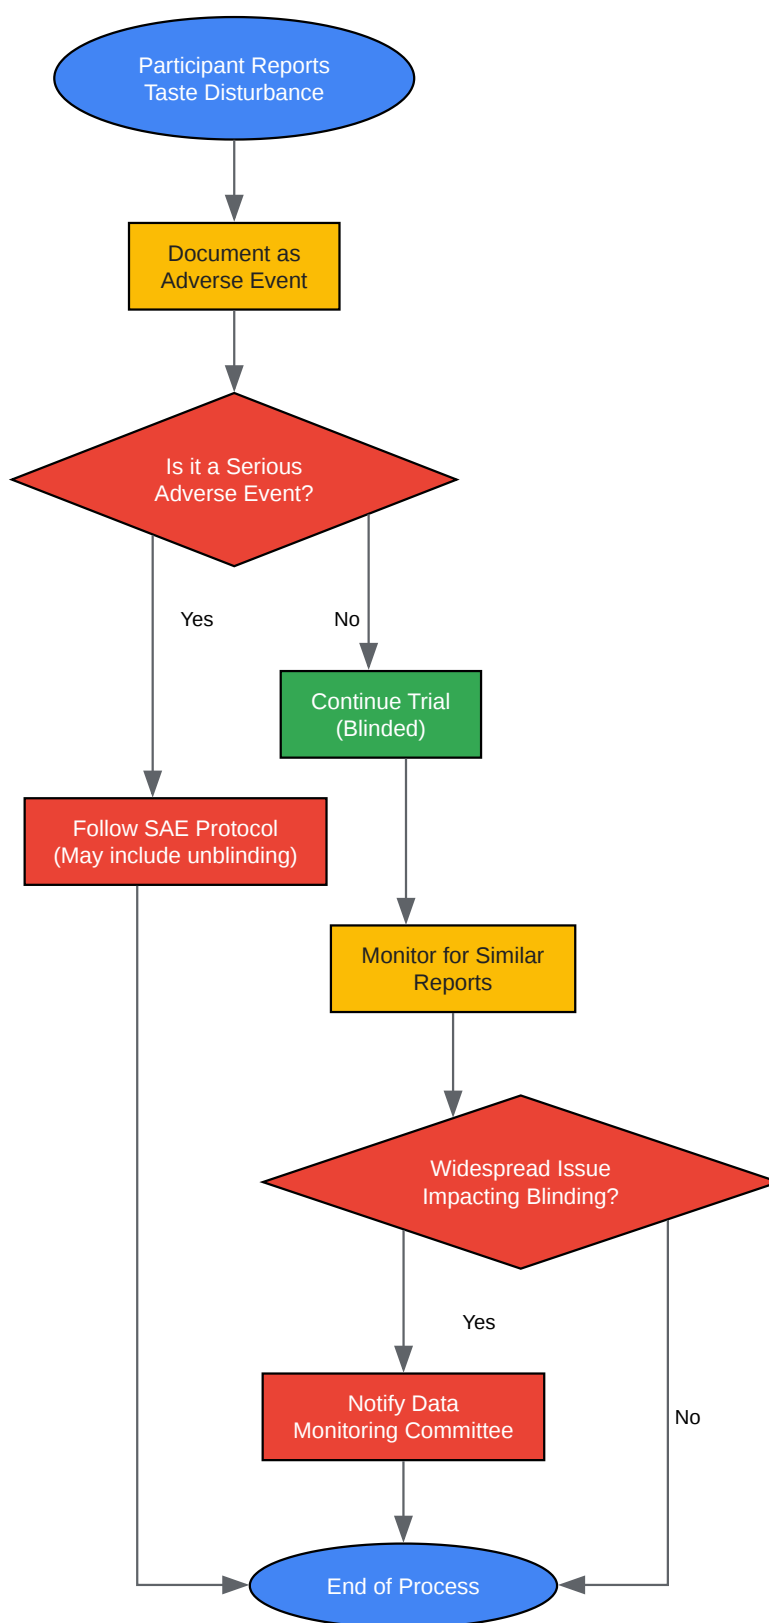 Participant Reports
Taste Disturbance
Document as
Adverse Event
Is it a Serious
Adverse Event?
Yes
No
Continue Trial
(Blinded)
Follow SAE Protocol
(May include unblinding)
Monitor for Similar
Reports
Widespread Issue
Impacting Blinding?
Yes
Notify Data
Monitoring Committee
No
End of Process